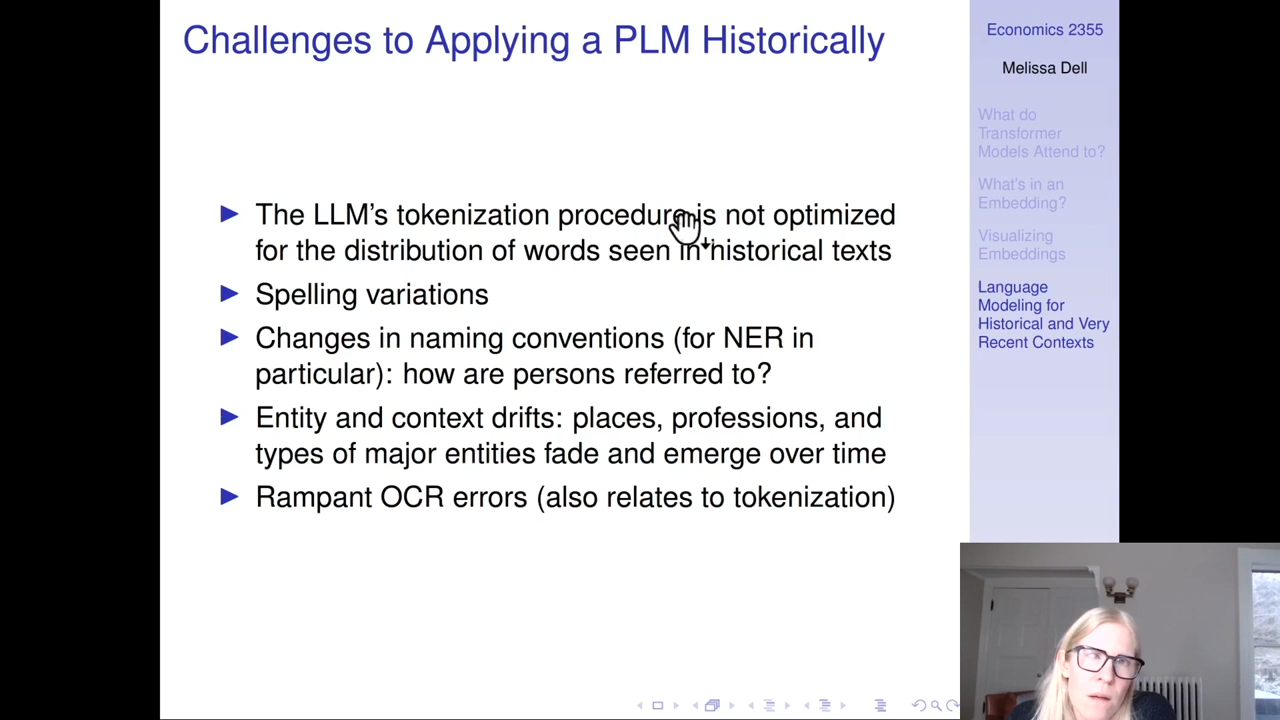 Challenges to Applying a PLM Historically
The LLM's tokenization procedure is not optimized
for the distribution of words seen in historical texts
Spelling variations
Changes in naming conventions (for NER in
particular): how are persons referred to?
Entity and context drifts: places, professions, and
types of major entities fade and emerge over time
Rampant OCR errors (also relates to tokenization)
Economics 2355
Melissa Dell
What do
Transformer
Models Attend to?
What's in an
Embedding?
Visualizing
Embeddings
Language
Modeling for
Historical and Very
Recent Contexts